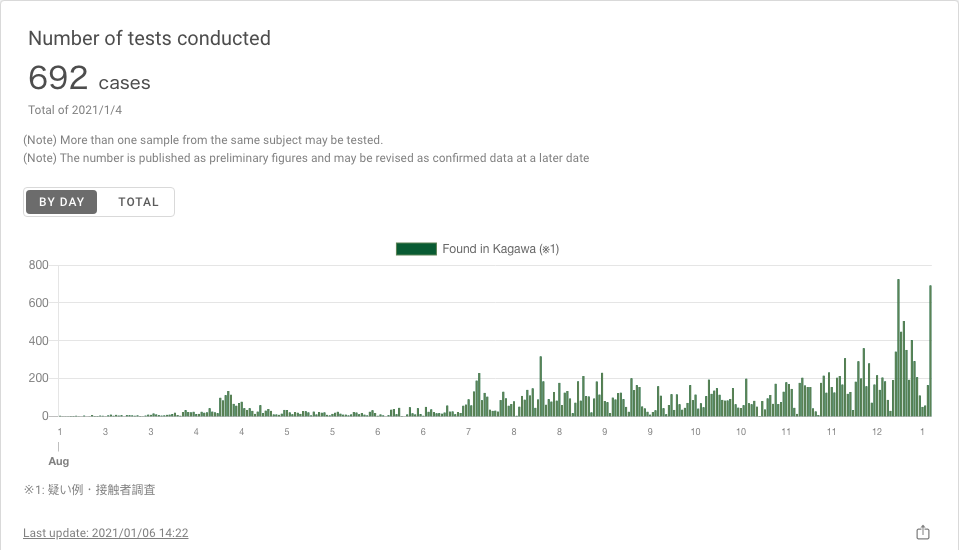 Number of tests conducted
692 cases
Total of 2021/1/4
(Note) More than one sample from the same subject may be tested.
(Note) The number is published as preliminary figures and may be revised as confirmed data at a later date
BY DAY TOTAL
Found in Kagawa (※1)
800
600
400
200
0
1 3 3 4 4 5 5 6 6 7 8 8 9 9 10 10 11 11 12 1
Aug
※1: 疑い例・接触者調査
Last update: 2021/01/06 14:22